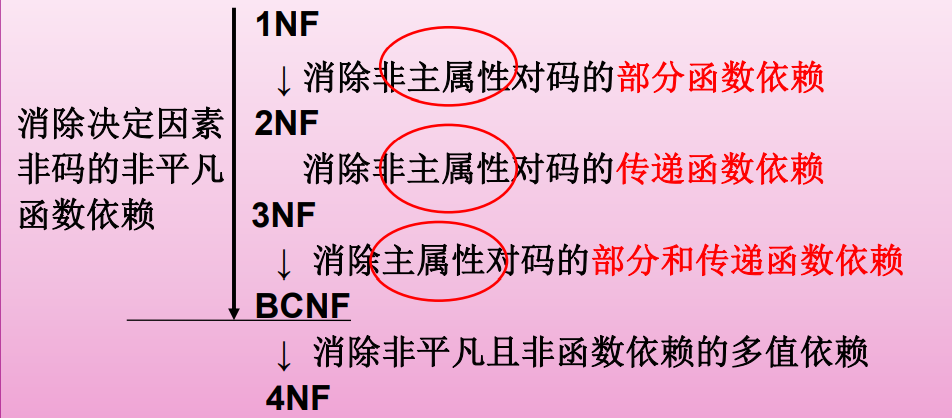 1NF
↓消除非主属性对码的部分函数依赖
2NF
消除决定因素
非码的非平凡
函数依赖
消除非主属性对码的传递函数依赖
3NF
↓ 消除主属性对码的部分和传递函数依赖
BCNF
↓ 消除非平凡且非函数依赖的多值依赖
4NF